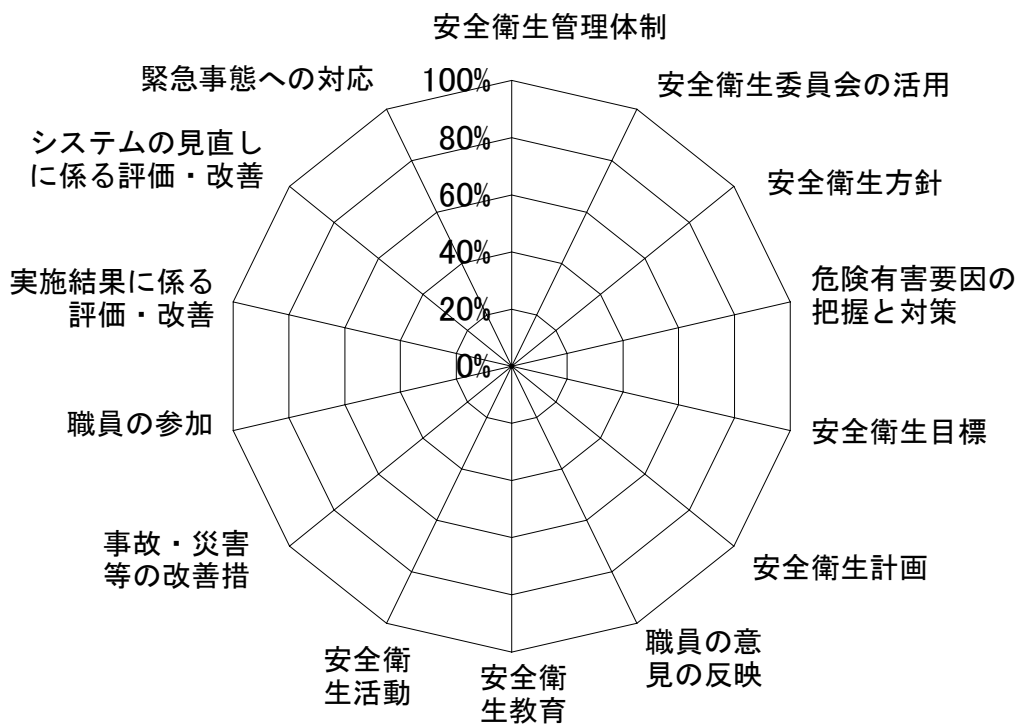 安全衛生管理体制
安全衛生委員会の活用
安全衛生方針
危険有害要因の
把握と対策
安全衛生目標
安全衛生計画
職員の意
見の反映
安全衛
生教育
安全衛
生活動
事故・災害
等の改善措
職員の参加
実施結果に係る
評価・改善
システムの見直し
に係る評価・改善
緊急事態への対応
100%
80%
60%
40%
20%
0%